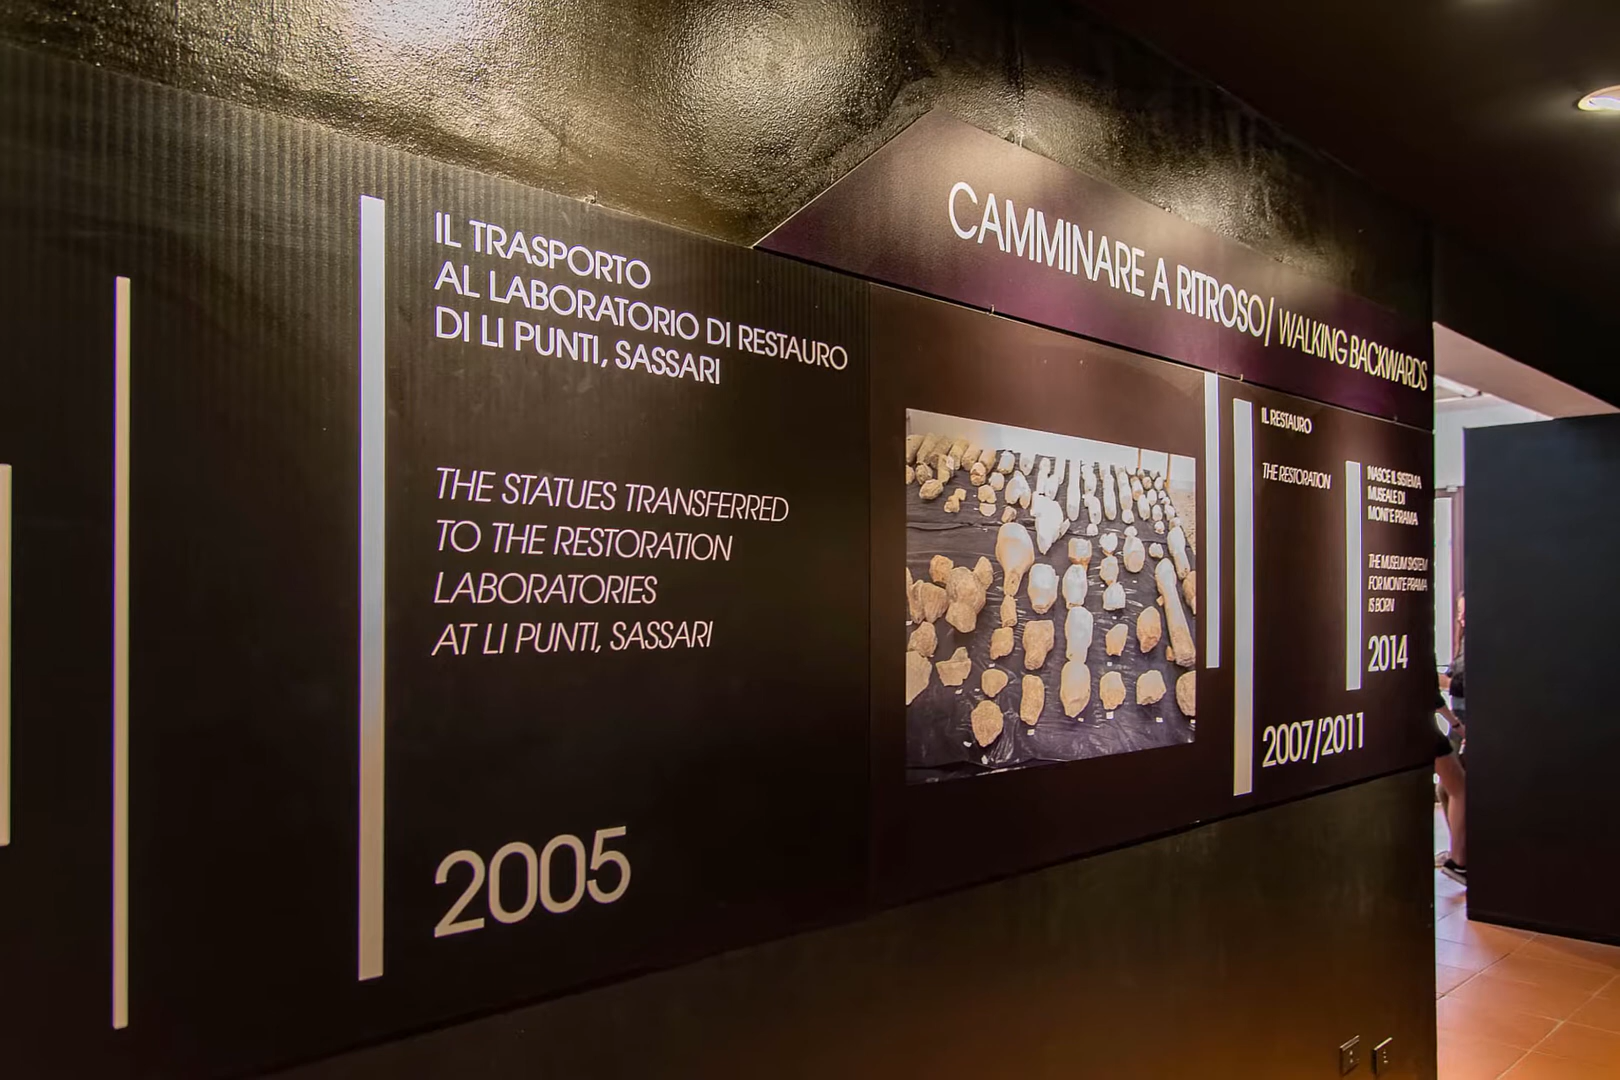 CAMMINARE A RITROSO/ WALKING BACKWARDS
IL TRASPORTO
AL LABORATORIO DI RESTAURO
DI LI PUNTI, SASSARI
THE STATUES TRANSFERRED
TO THE RESTORATION
LABORATORIES
AT LI PUNTI, SASSARI
2005
IL RESTAURO
THE RESTORATION
2007/2011
NASCE IL SISTEMA
MUSEALE DI
MONT'E PRAMA
THE MUSEUM SYSTEM
FOR MONT'E PRAMA
IS BORN
2014